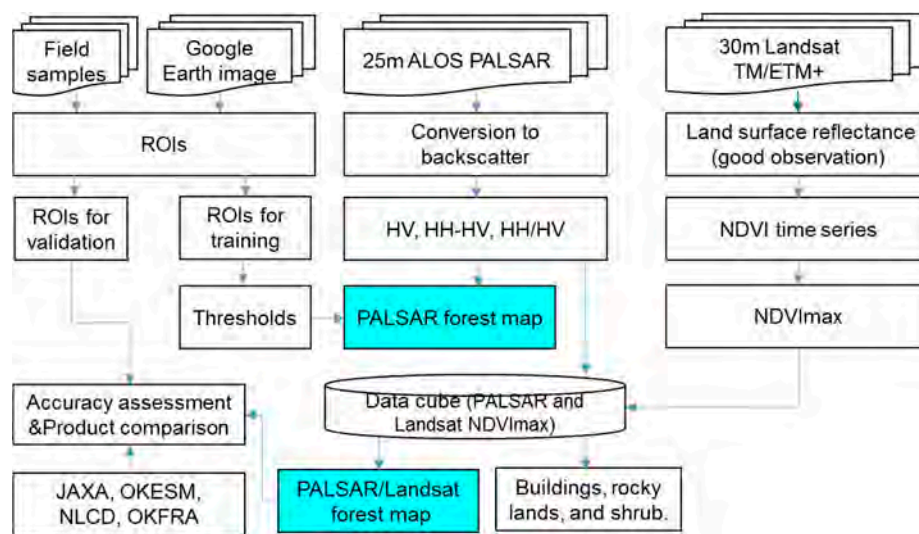 Field
samples
Google
Earth image
25m ALOS PALSAR
30m Landsat
TM/ETM+
ROIs
Conversion to
backscatter
Land surface reflectance
(good observation)
ROIs for
validation
ROIs for
training
HV, HH-HV, HH/HV
NDVI time series
Thresholds
PALSAR forest map
NDVImax
Accuracy assessment
&Product comparison
Data cube (PALSAR and
Landsat NDVImax)
JAXA, OKESM,
NLCD, OKFRA
PALSAR/Landsat
forest map
Buildings, rocky
lands, and shrub.